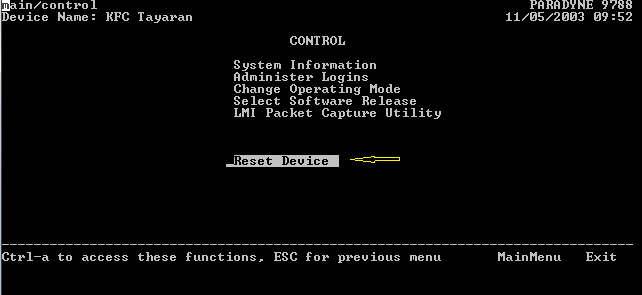 main/control PARADYNE 9788
Device Name: KFC Tayaran 11/05/2003 09:52
CONTROL
System Information
Administer Logins
Change Operating Mode
Select Software Release
LMI Packet Capture Utility
Reset Device
Ctrl-a to access these functions, ESC for previous menu MainMenu Exit